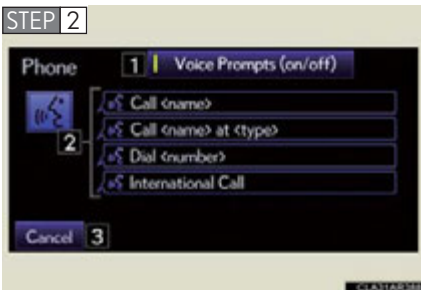 STEP 2
Phone 1 Voice Prompts (on/off)
Call <name>
2 Call <name> at <type>
Dial <number>
International Call
Cancel 3
CLA31AR388